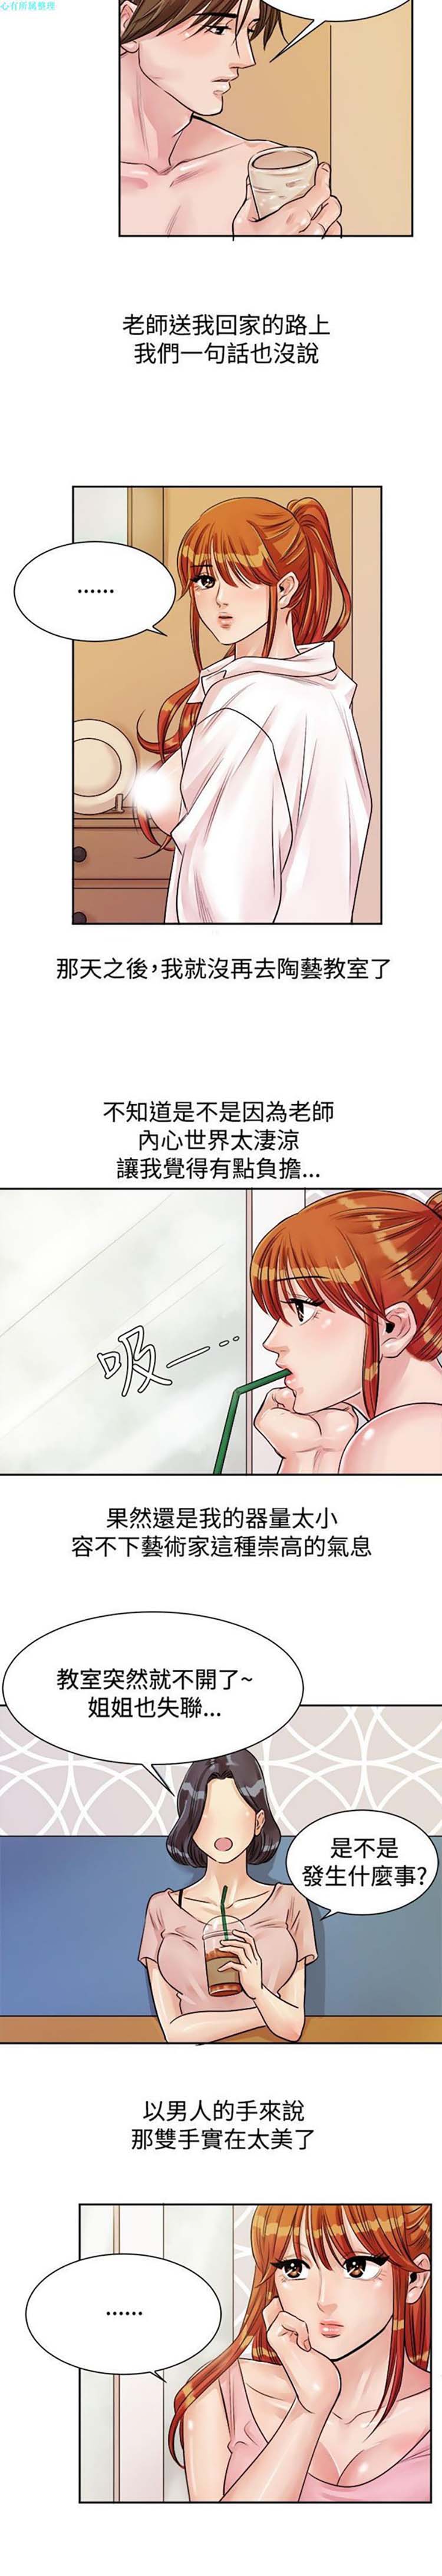 心有所属整理
老師送我回家的路上
我們一句話也沒說
……
那天之後，我就沒再去陶藝教室了
不知道是不是因為老師
內心世界太淒涼
讓我覺得有點負擔…
吸—…
果然還是我的器量太小
容不下藝術家這種崇高的氣息
教室突然就不開了~
姐姐也失聯…
是不是
發生什麼事?
以男人的手來說
那雙手實在太美了
……